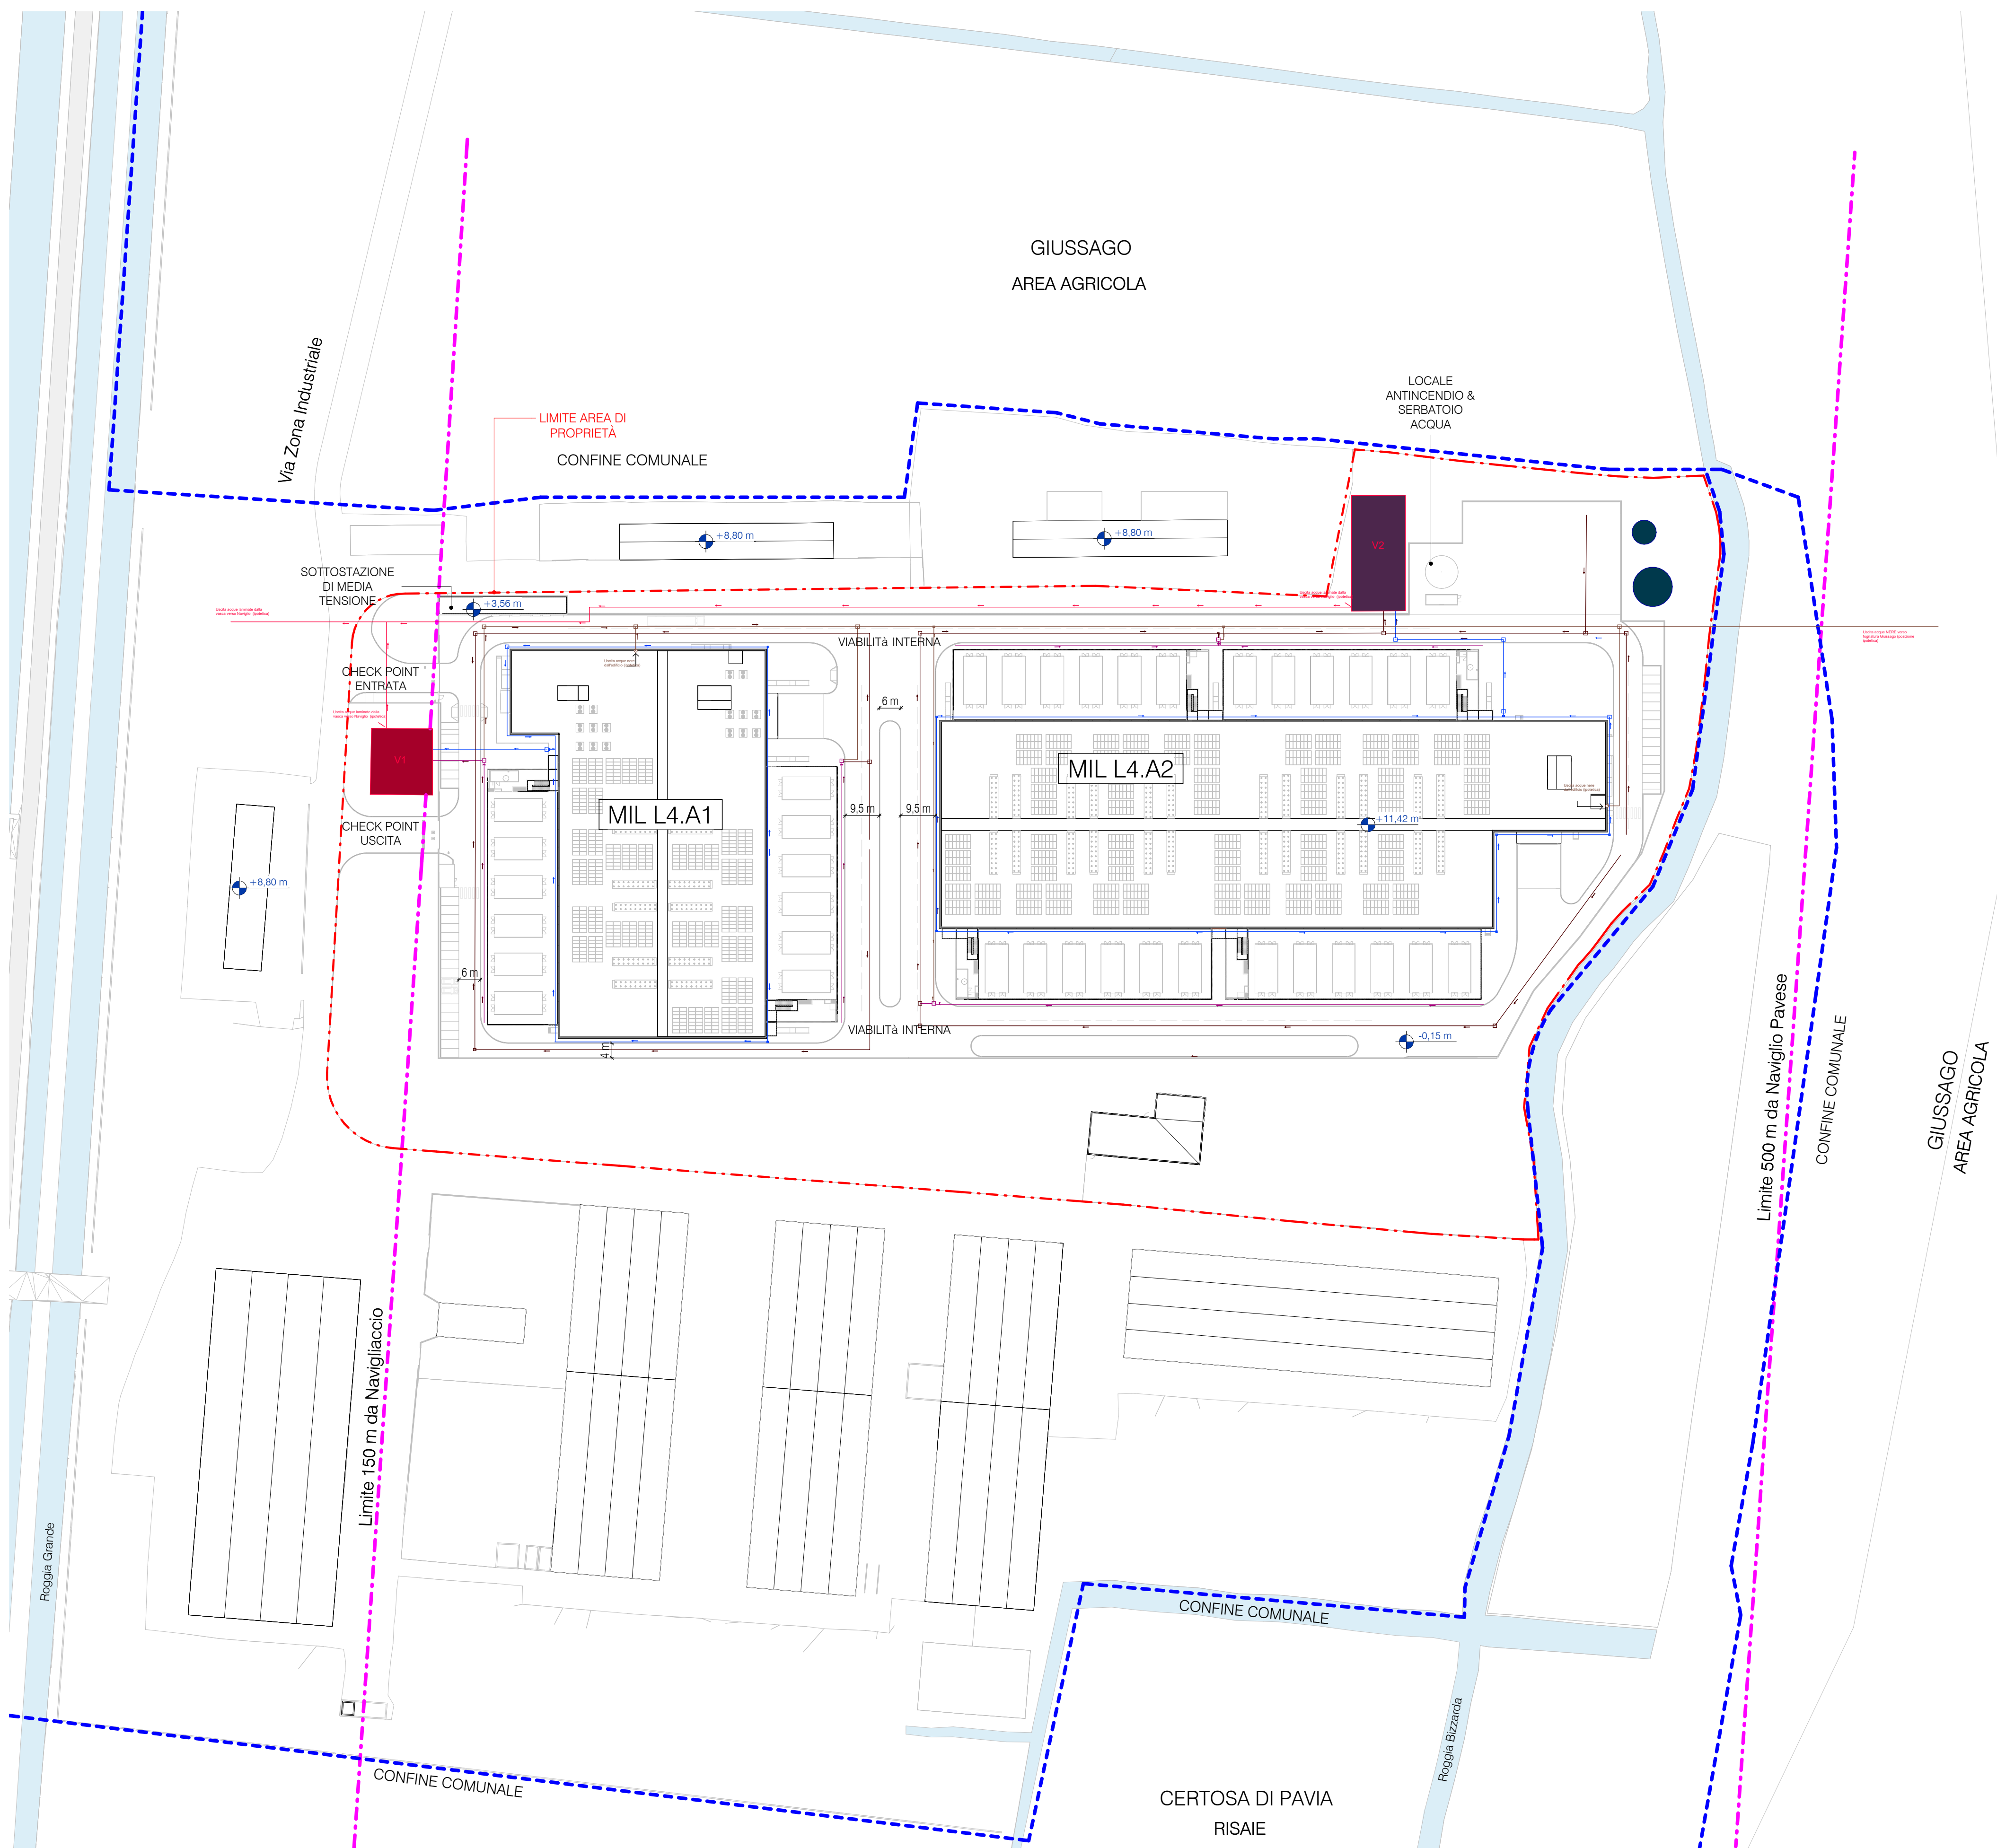 GIUSSAGO
AREA AGRICOLA
Via Zona Industriale
LIMITE AREA DI
PROPRIETÀ
CONFINE COMUNALE
LOCALE
ANTINCENDIO &
SERBATOIO
ACQUA
+8,80 m
+8,80 m
V2
SOTTOSTAZIONE
DI MEDIA
TENSIONE
+3,56 m
VIABILITà INTERNA
CHECK POINT
ENTRATA
6 m
V1
MIL L4.A1
MIL L4.A2
9,5 m
9,5 m
+11,42 m
CHECK POINT
USCITA
+8,80 m
6 m
VIABILITà INTERNA
4 m
-0,15 m
Limite 500 m da Naviglio Pavese
CONFINE COMUNALE
GIUSSAGO
AREA AGRICOLA
Limite 150 m da Navigliaccio
Roggia Grande
CONFINE COMUNALE
Roggia Bizzarda
CONFINE COMUNALE
CERTOSA DI PAVIA
RISAIE